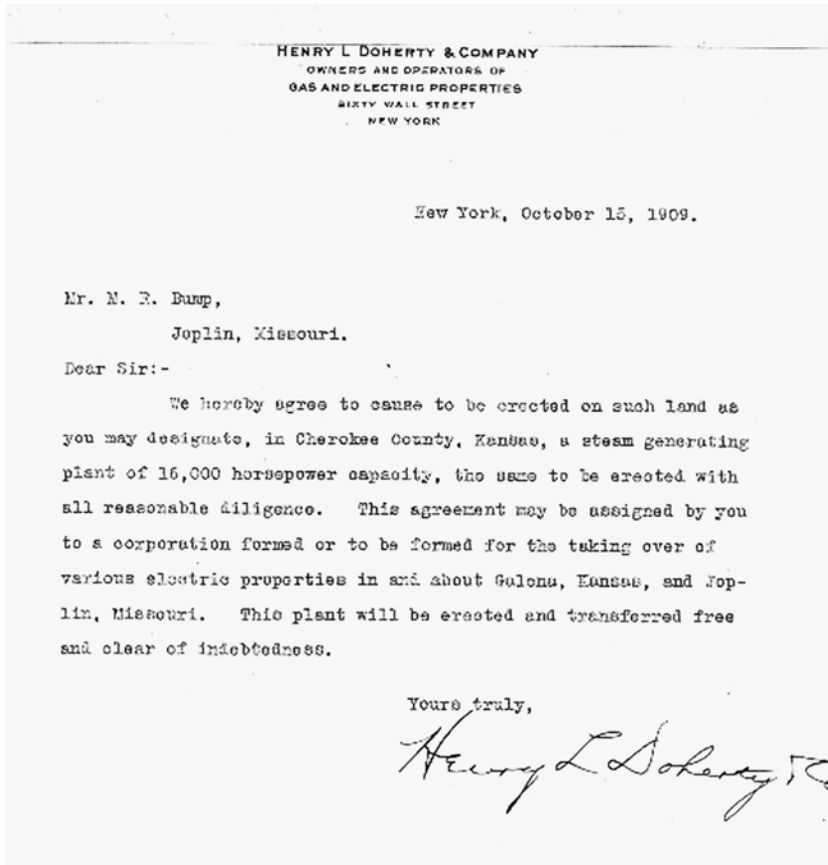 HENRY L DOHERTY & COMPANY
OWNERS AND OPERATORS OF
GAS AND ELECTRIC PROPERTIES
SIXTY WALL STREET
NEW YORK
New York, October 15, 1909.
Mr. N. R. Bump,
Joplin, Missouri.
Dear Sir:-
We hereby agree to cause to be erected on such land as
you may designate, in Cherokee County, Kansas, a steam generating
plant of 16,000 horsepower capacity, the same to be erected with
all reasonable diligence. This agreement may be assigned by you
to a corporation formed or to be formed for the taking over of
various electric properties in and about Galena, Kansas, and Jop-
lin, Missouri. This plant will be erected and transferred free
and clear of indebtedness.
Yours truly,
Henry L Doherty & Co